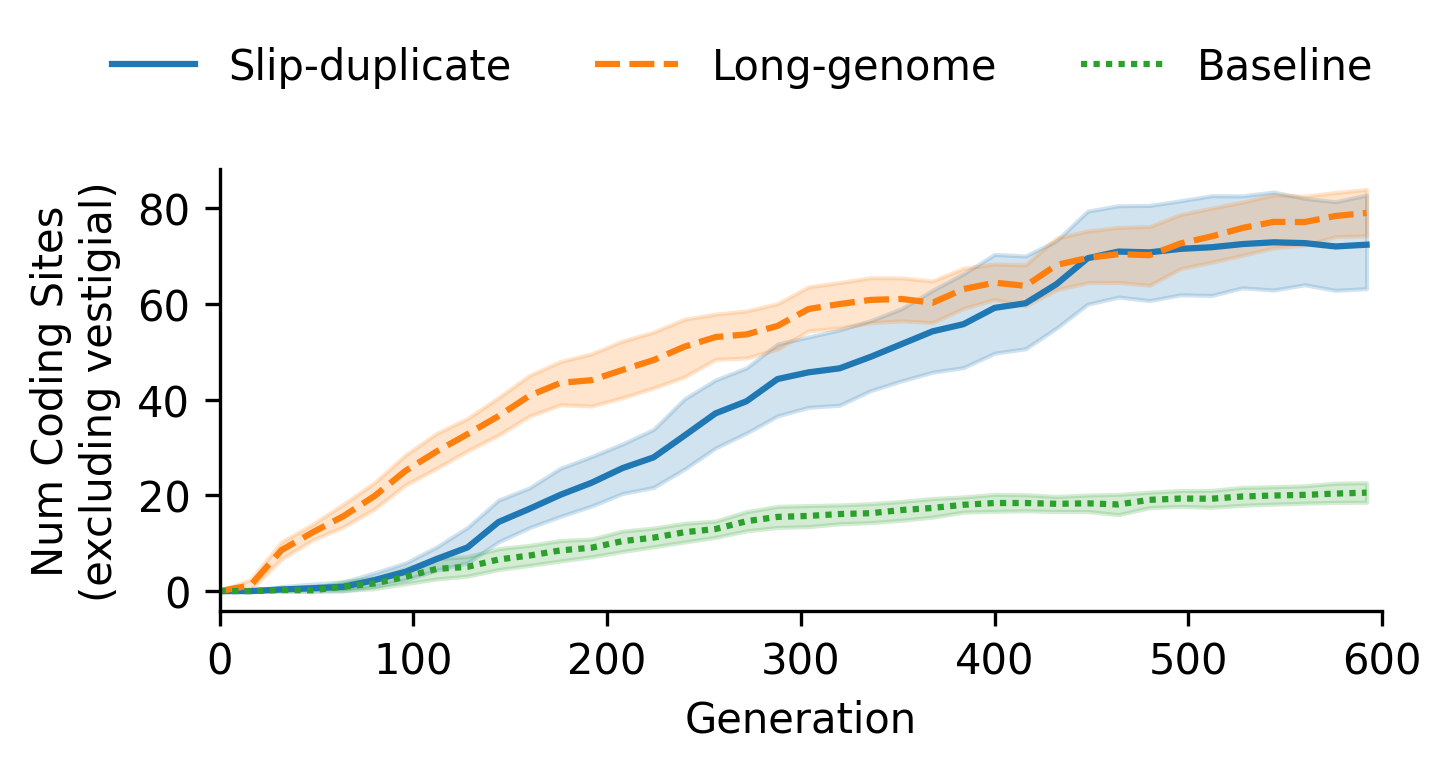 Slip-duplicate Long-genome Baseline
Num Coding Sites
(excluding vestigial)
80
60
40
20
0
0 100 200 300 400 500 600
Generation